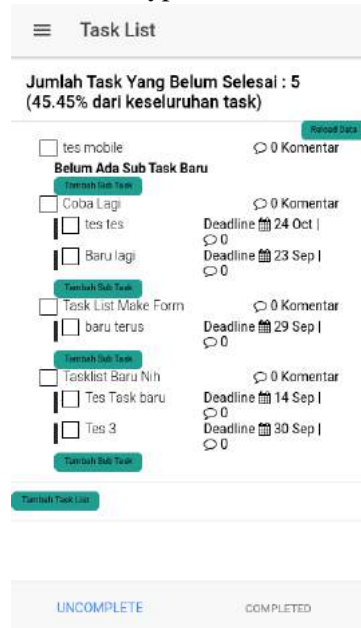 Task List
Jumlah Task Yang Belum Selesai : 5
(45.45% dari keseluruhan task)
Reload Data
tes mobile 0 Komentar
Belum Ada Sub Task Baru
Tambah Sub Task
Coba Lagi 0 Komentar
tes tes Deadline 24 Oct |
0
Baru lagi Deadline 23 Sep |
0
Tambah Sub Task
Task List Make Form 0 Komentar
baru terus Deadline 29 Sep |
0
Tambah Sub Task
Tasklist Baru Nih 0 Komentar
Tes Task baru Deadline 14 Sep |
0
Tes 3 Deadline 30 Sep |
0
Tambah Sub Task
Tambah Task List
UNCOMPLETE COMPLETED